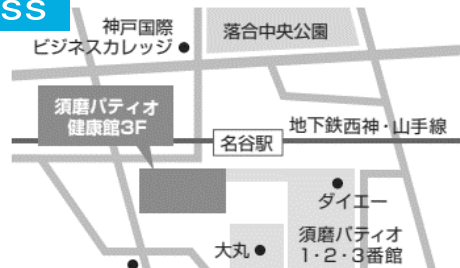 ss
神戸国際
ビジネスカレッジ
落合中央公園
須磨パティオ
健康館3F
地下鉄西神・山手線
名谷駅
ダイエー
須磨パティオ
1・2・3番館
大丸